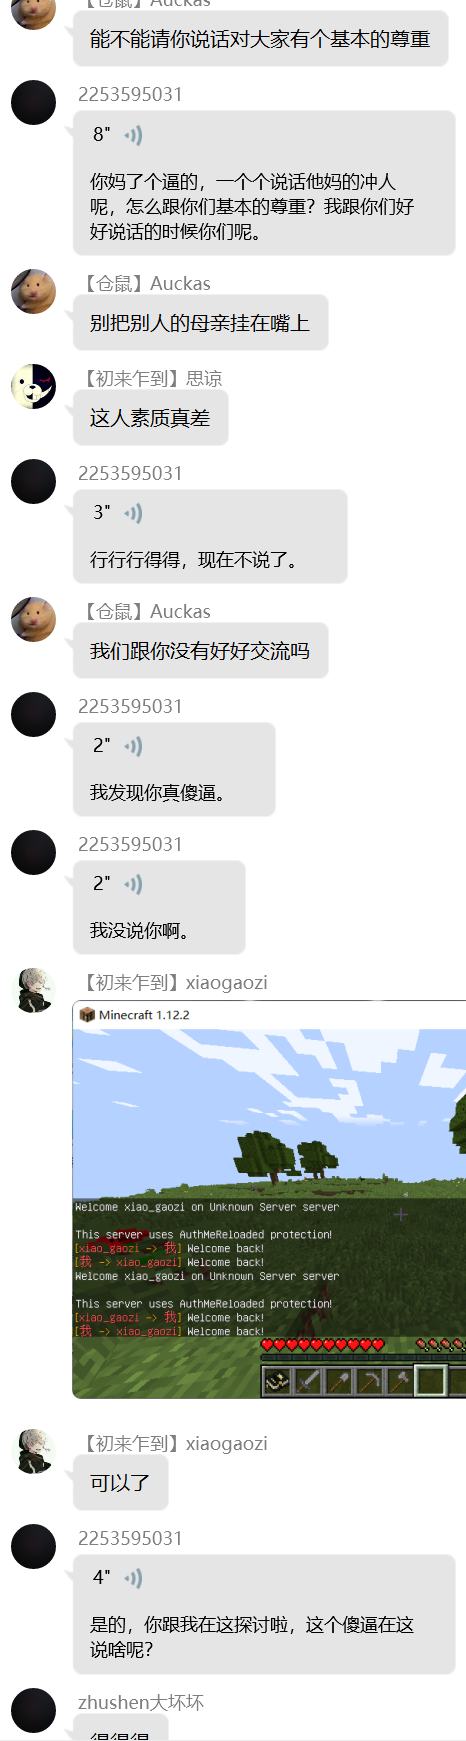 【仓鼠】Auckas
能不能请你说话对大家有个基本的尊重
2253595031
8"
你妈了个逼的，一个个说话他妈的冲人
呢，怎么跟你们基本的尊重？我跟你们好
好说话的时候你们呢。
【仓鼠】Auckas
别把别人的母亲挂在嘴上
【初来乍到】思谅
这人素质真差
2253595031
3"
行行行得得，现在不说了。
【仓鼠】Auckas
我们跟你没有好好交流吗
2253595031
2"
我发现你真傻逼。
2253595031
2"
我没说你啊。
【初来乍到】xiaogaozi
Minecraft 1.12.2
Welcome xiao_gaozi on Unknown Server server
This server uses AuthMeReloaded protection!
[xiao_gaozi -> 我] Welcome back!
[我 -> xiao_gaozi] Welcome back!
Welcome xiao_gaozi on Unknown Server server
This server uses AuthMeReloaded protection!
[xiao_gaozi -> 我] Welcome back!
[我 -> xiao_gaozi] Welcome back!
【初来乍到】xiaogaozi
可以了
2253595031
4"
是的，你跟我在这探讨啦，这个傻逼在这
说啥呢？
zhushen大坏坏
得得得